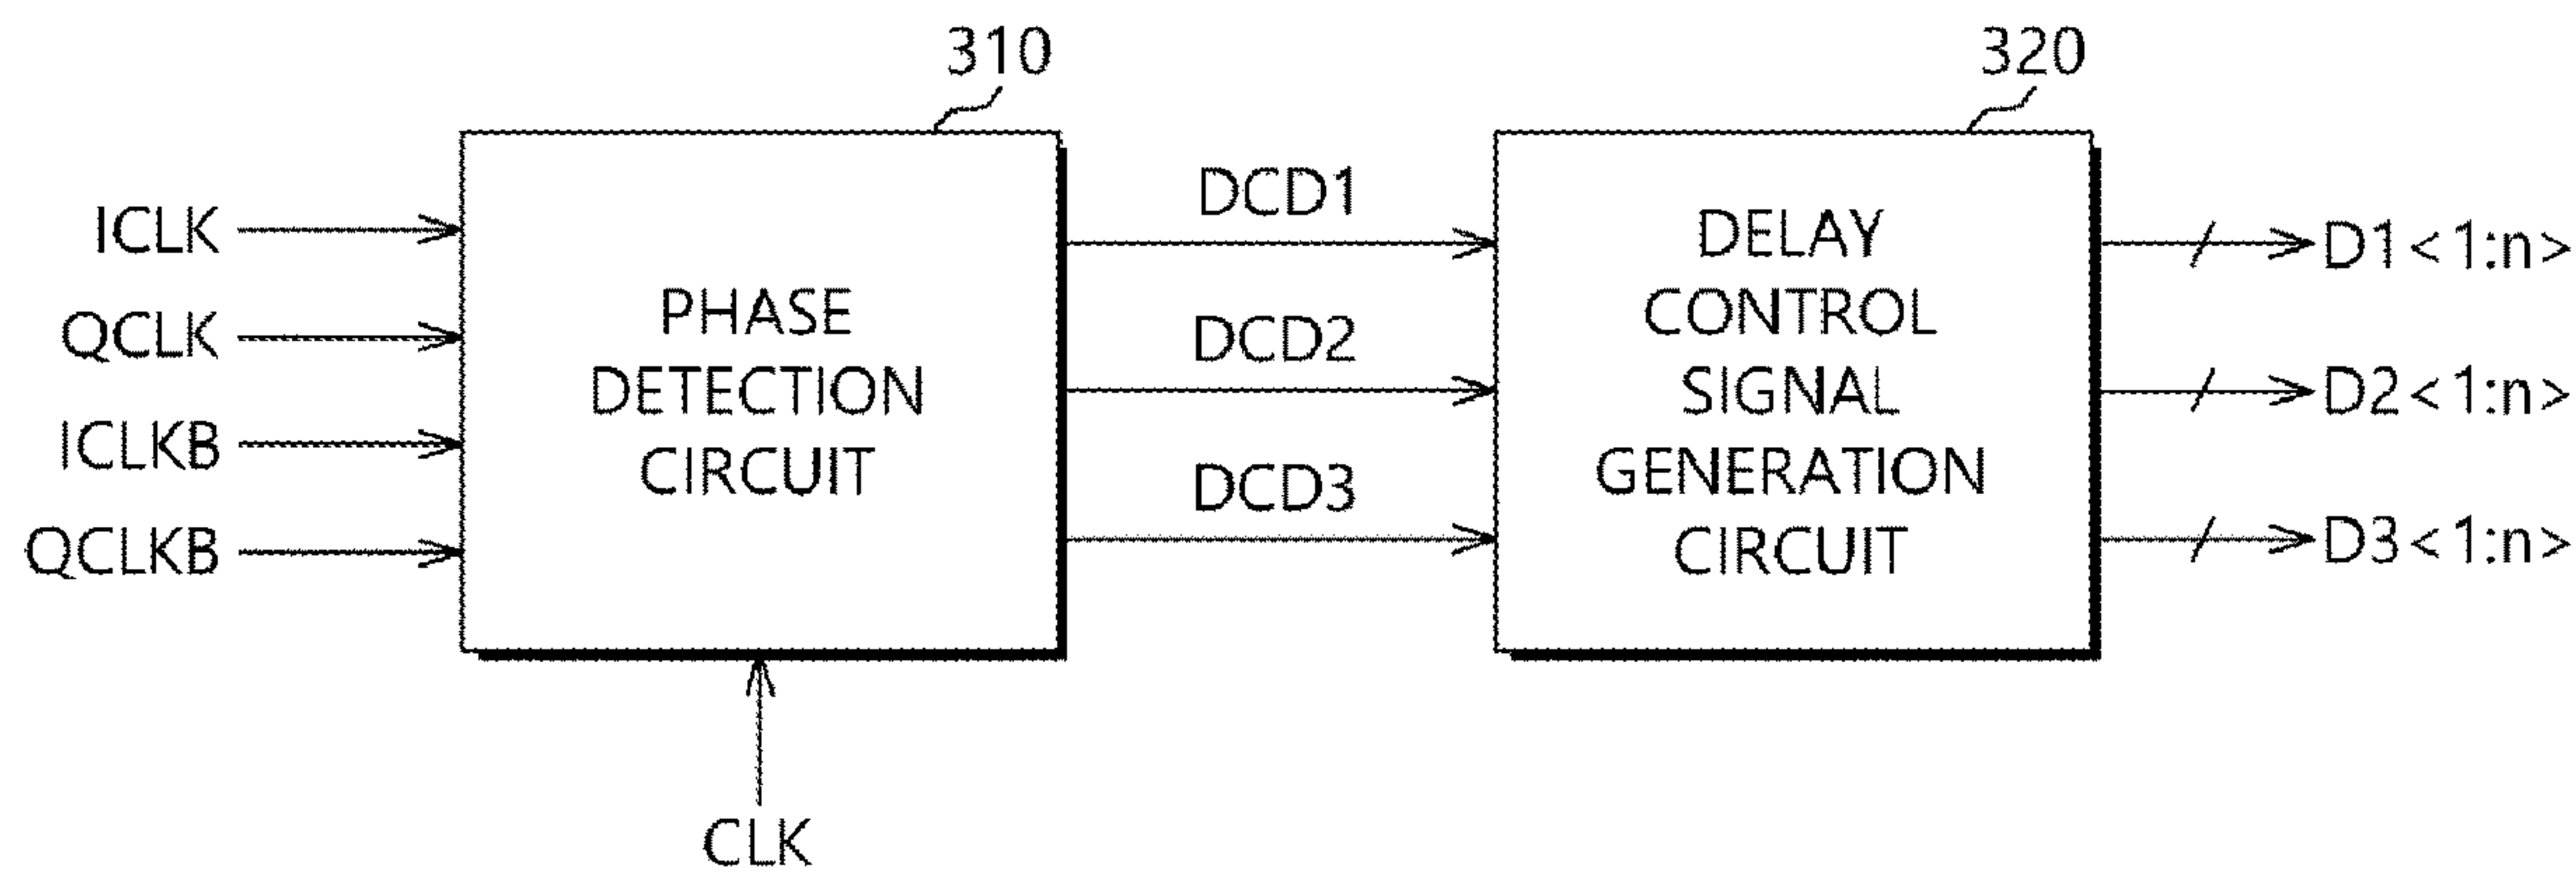 310
320
ICLK
QCLK
ICLKB
QCLKB
PHASE
DETECTION
CIRCUIT
CLK
DCD1
DCD2
DCD3
DELAY
CONTROL
SIGNAL
GENERATION
CIRCUIT
D1<1:n>
D2<1:n>
D3<1:n>